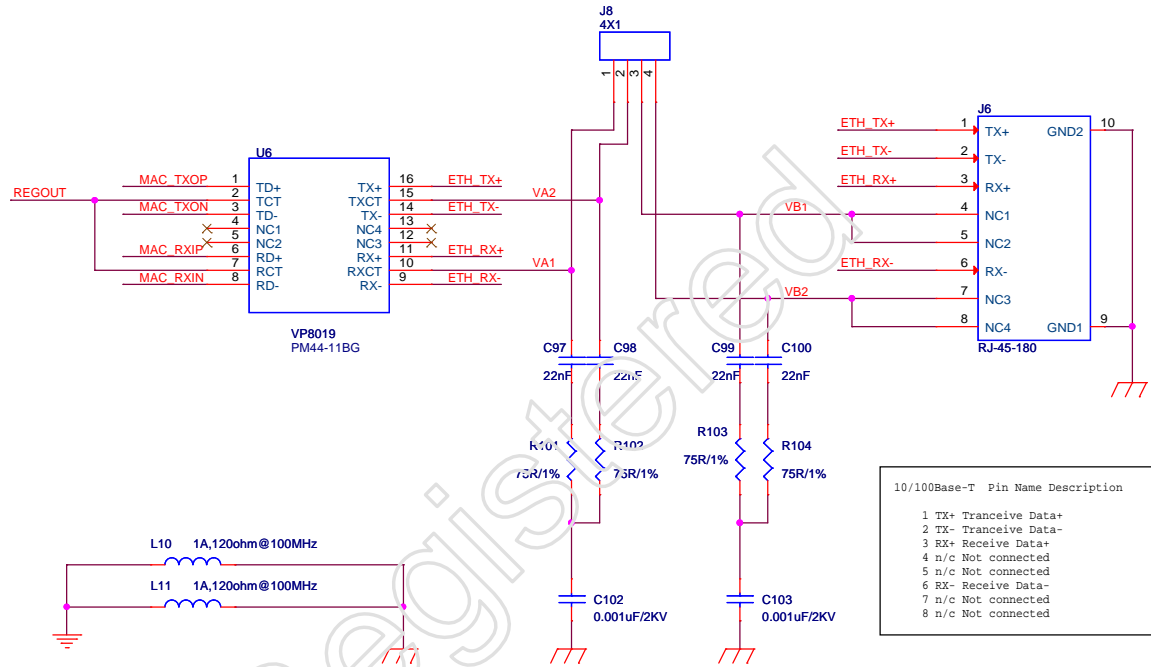 J8
4X1
1
2
3
4
U6
REGOUT
MAC_TXOP
MAC_TXON
MAC_RXIP
MAC_RXIN
1 TD+
2 TCT
3 TD-
4 NC1
5 NC2
6 RD+
7 RCT
8 RD-
TX+ 16
TXCT 15
TX- 14
NC4 13
NC3 12
RX+ 11
RXCT 10
RX- 9
ETH_TX+
VA2
ETH_TX-
ETH_RX+
VA1
ETH_RX-
VP8019
PM44-11BG
J6
ETH_TX+ 1 TX+
ETH_TX- 2 TX-
ETH_RX+ 3 RX+
VB1 4 NC1
5 NC2
ETH_RX- 6 RX-
VB2 7 NC3
8 NC4
GND2 10
GND1 9
RJ-45-180
C97
22nF
C98
22nF
C99
22nF
C100
22nF
R101
75R/1%
R102
75R/1%
R103
75R/1%
R104
75R/1%
C102
0.001uF/2KV
C103
0.001uF/2KV
L10 1A,120ohm@100MHz
L11 1A,120ohm@100MHz
10/100Base-T Pin Name Description
1 TX+ Tranceive Data+
2 TX- Tranceive Data-
3 RX+ Receive Data+
4 n/c Not connected
5 n/c Not connected
6 RX- Receive Data-
7 n/c Not connected
8 n/c Not connected
egistered